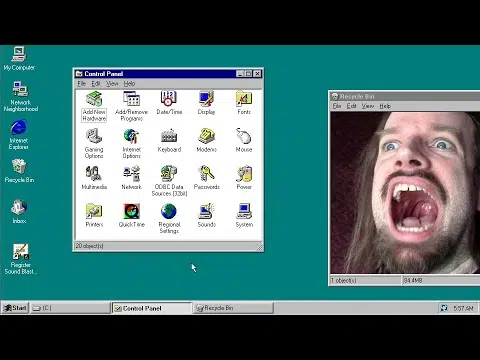 My Computer
Network
Neighborhood
Internet
Explorer
Recycle Bin
Inbox
Register
Sound Blast...
Control Panel
File Edit View Help
Add New
Hardware
Add/Remove
Programs
Date/Time
Display
Fonts
Gaming
Options
Internet
Options
Keyboard
Modems
Mouse
Multimedia
Network
ODBC Data
Sources (32bit)
Passwords
Power
Printers
QuickTime
Regional
Settings
Sounds
System
20 object(s)
Recycle Bin
File Edit View Help
1 object(s) 94.4MB
Start
(C:)
Control Panel
Recycle Bin
5:07 AM